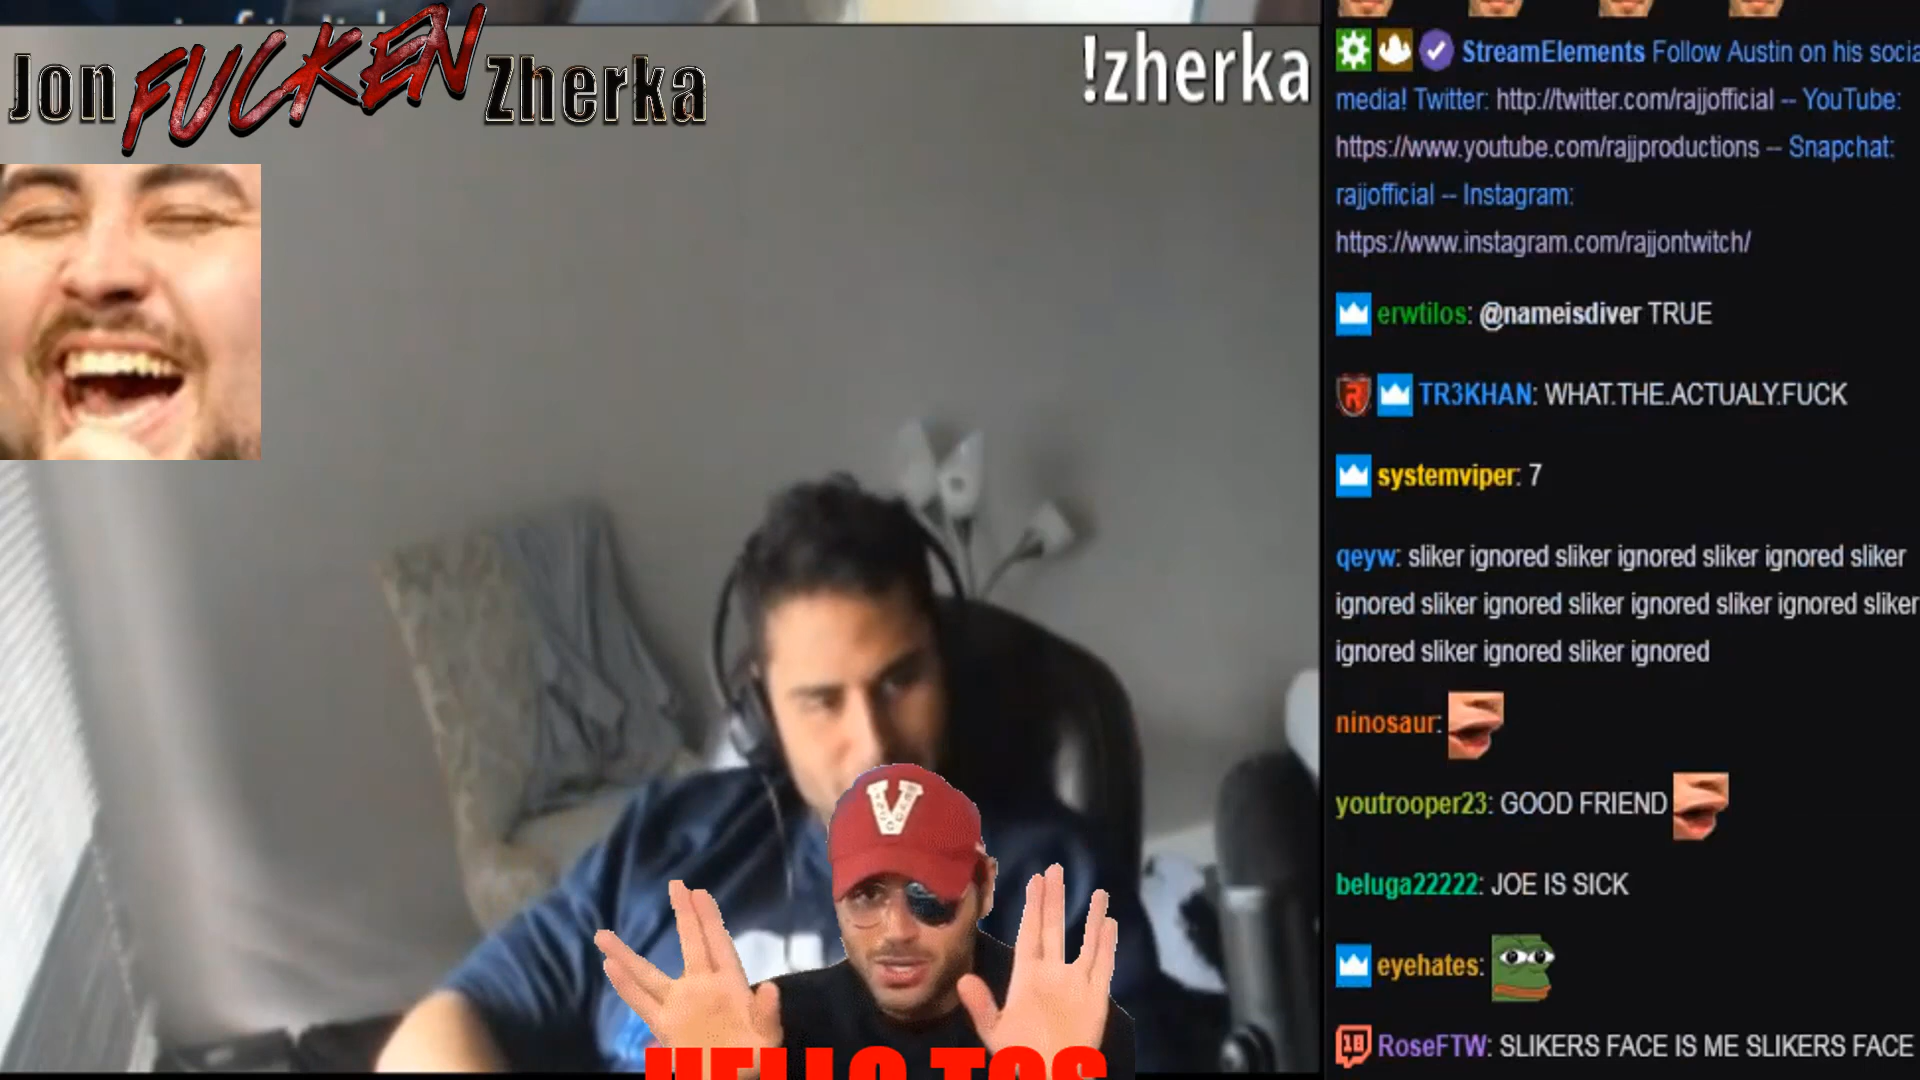 Jon FUCKEN Zherka
!zherka
StreamElements Follow Austin on his socia
media! Twitter: http://twitter.com/rajjofficial -- YouTube:
https://www.youtube.com/rajjproductions -- Snapchat:
rajjofficial -- Instagram:
https://www.instagram.com/rajjontwitch/
erwtilos: @nameisdiver TRUE
TR3KHAN: WHAT.THE.ACTUALY.FUCK
systemviper: 7
qeyw: sliker ignored sliker ignored sliker ignored sliker
ignored sliker ignored sliker ignored sliker ignored sliker
ignored sliker ignored sliker ignored
ninosaur:
youtrooper23: GOOD FRIEND
beluga22222: JOE IS SICK
eyehates:
18 RoseFTW: SLIKERS FACE IS ME SLIKERS FACE
V
HELLO TOS